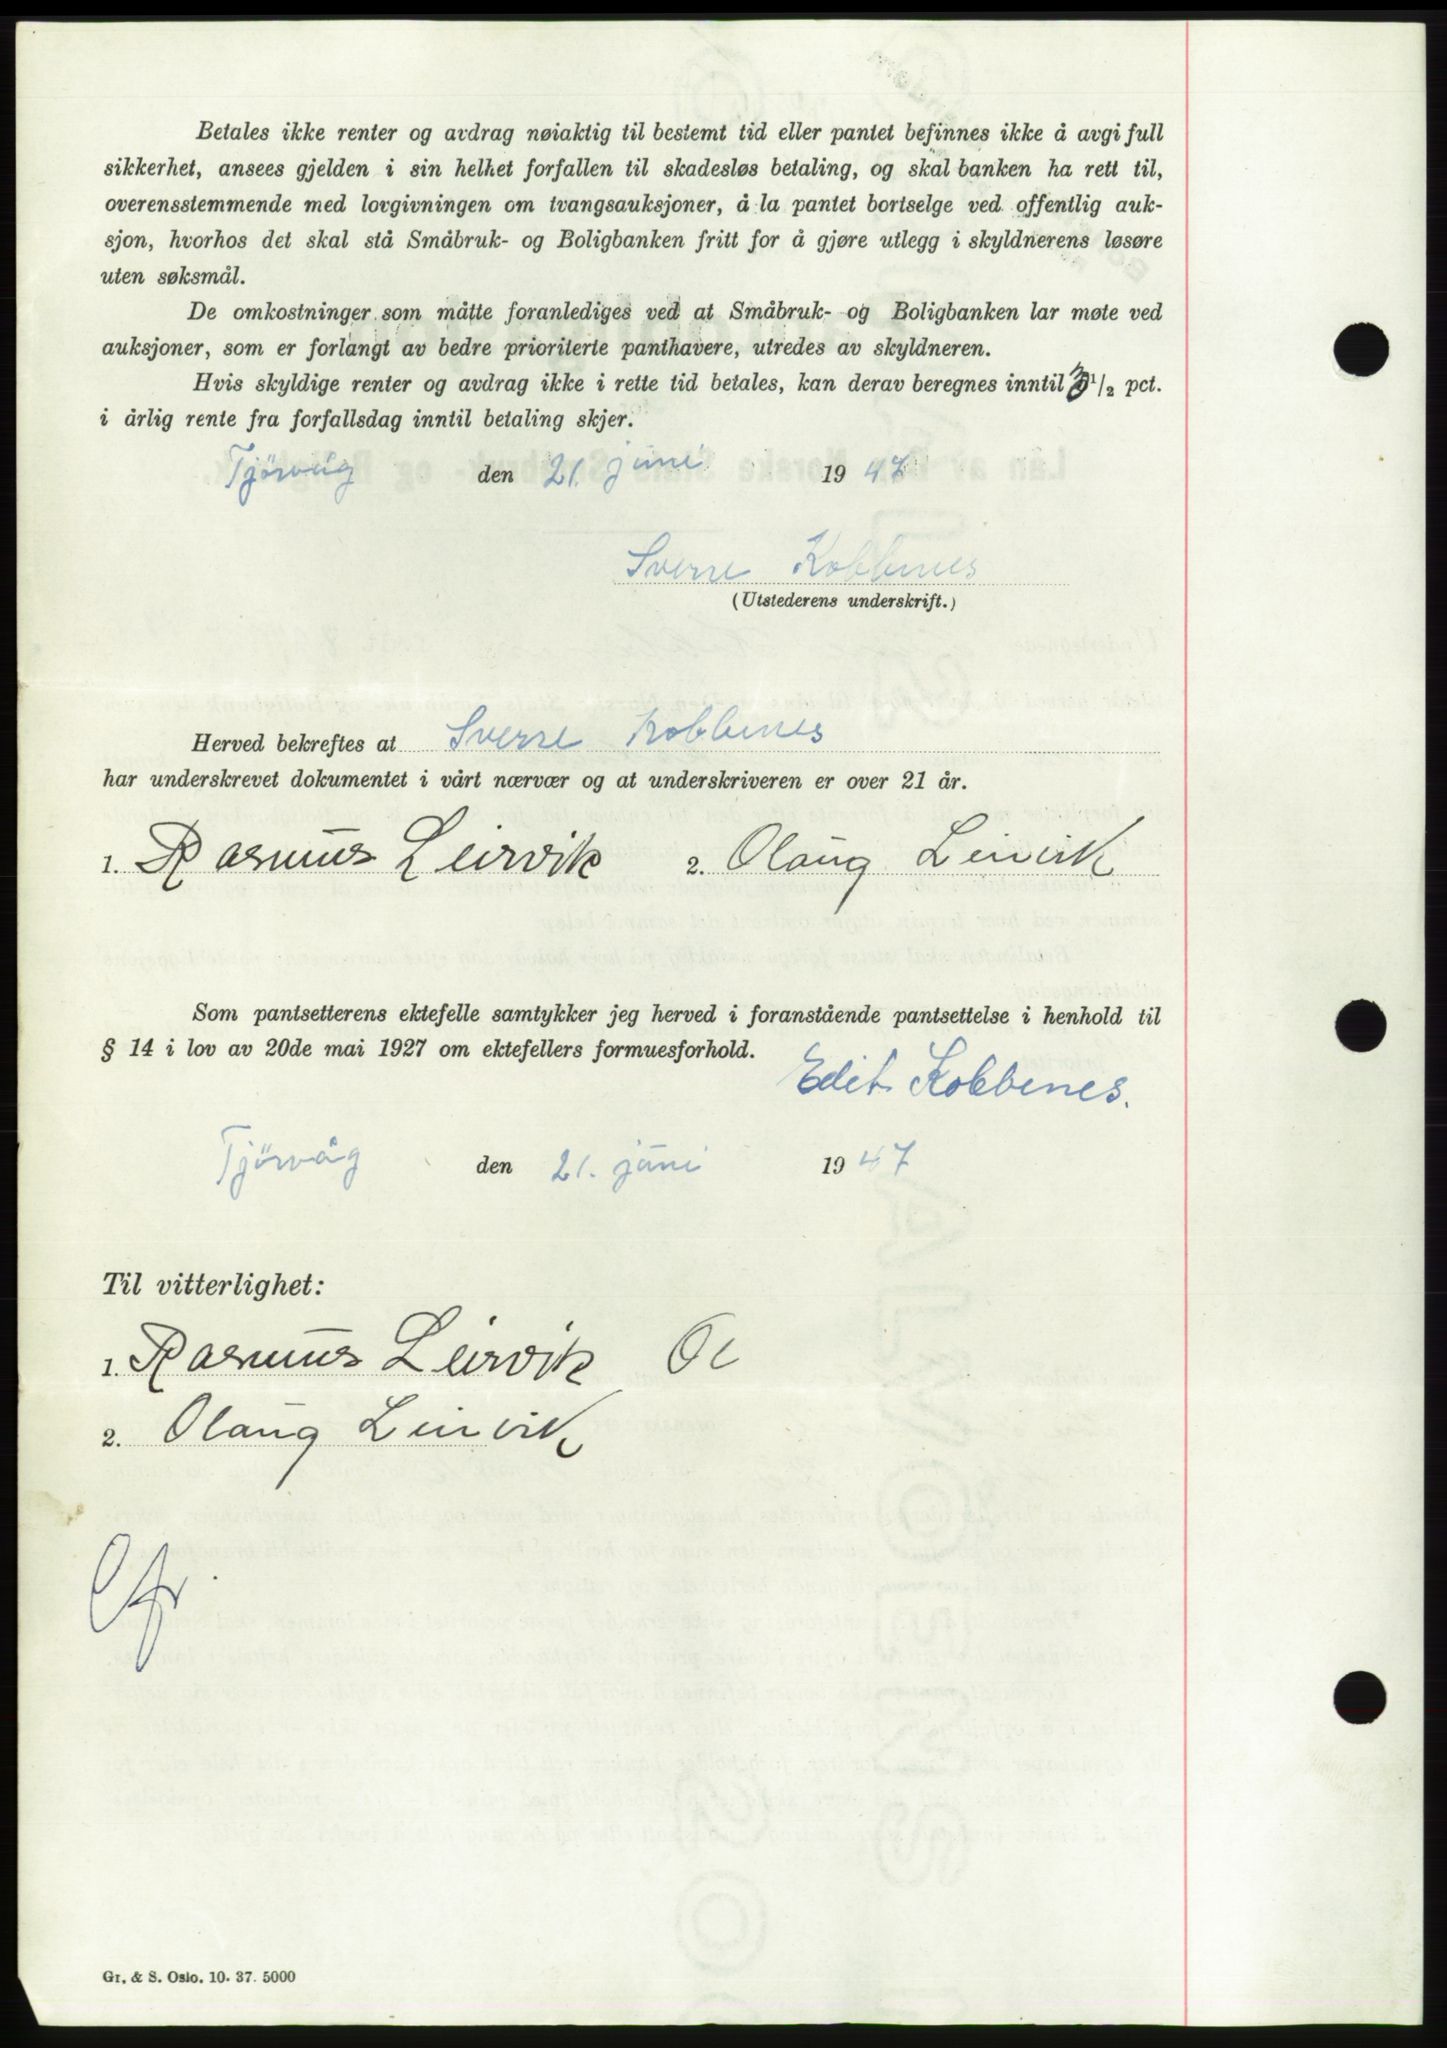 Betales ikke renter og avdrag nøiaktig til bestemt tid eller pantet befinnes ikke å avgi full
sikkerhet, ansees gjelden i sin helhet forfallen til skadesløs betaling, og skal banken ha rett til,
overensstemmende med lovgivningen om tvangsauksjoner, å la pantet bortselge ved offentlig auk-
sjon, hvorhos det skal stå Småbruk- og Boligbanken fritt for å gjøre utlegg i skyldnerens løsøre
uten søksmål.
De omkostninger som måtte foranlediges ved at Småbruk- og Boligbanken lar møte ved
auksjoner, som er forlangt av bedre prioriterte panthavere, utredes av skyldneren.
Hvis skyldige renter og avdrag ikke i rette tid betales, kan derav beregnes inntil 3 1/2 pct.
i årlig rente fra forfallsdag inntil betaling skjer.
Tjörvåg den 21. juni 1947
Sverre Kobbenes
(Utstederens underskrift.)
Herved bekreftes at Sverre Kobbenes
har underskrevet dokumentet i vårt nærvær og at underskriveren er over 21 år.
1. Rasmus Leirvik 2. Olaug Leirvik
Som pantsetterens ektefelle samtykker jeg herved i foranstående pantsettelse i henhold til
§ 14 i lov av 20de mai 1927 om ektefellers formuesforhold.
Edit Kobbenes.
Tjörvåg den 21. juni 1947
Til vitterlighet:
1. Rasmus Leirvik Ol
2. Olaug Leirvik
Gr. & S. Oslo. 10. 37. 5000